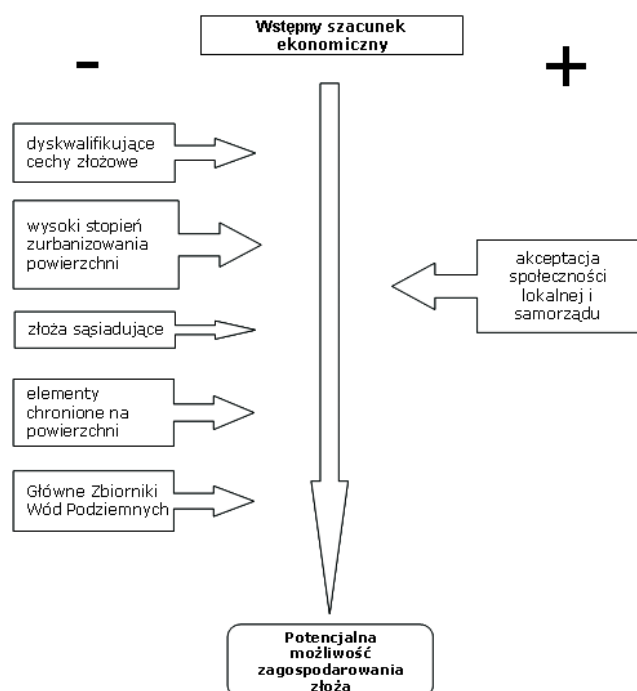 Wstępny szacunek
ekonomiczny
-
+
dyskwalifikujące
cechy złożowe
wysoki stopień
zurbanizowania
powierzchni
akceptacja
społeczności
lokalnej i
samorządu
złoża sąsiadujące
elementy
chronione na
powierzchni
Główne Zbiorniki
Wód Podziemnych
Potencjalna
możliwość
zagospodarowania
złoża